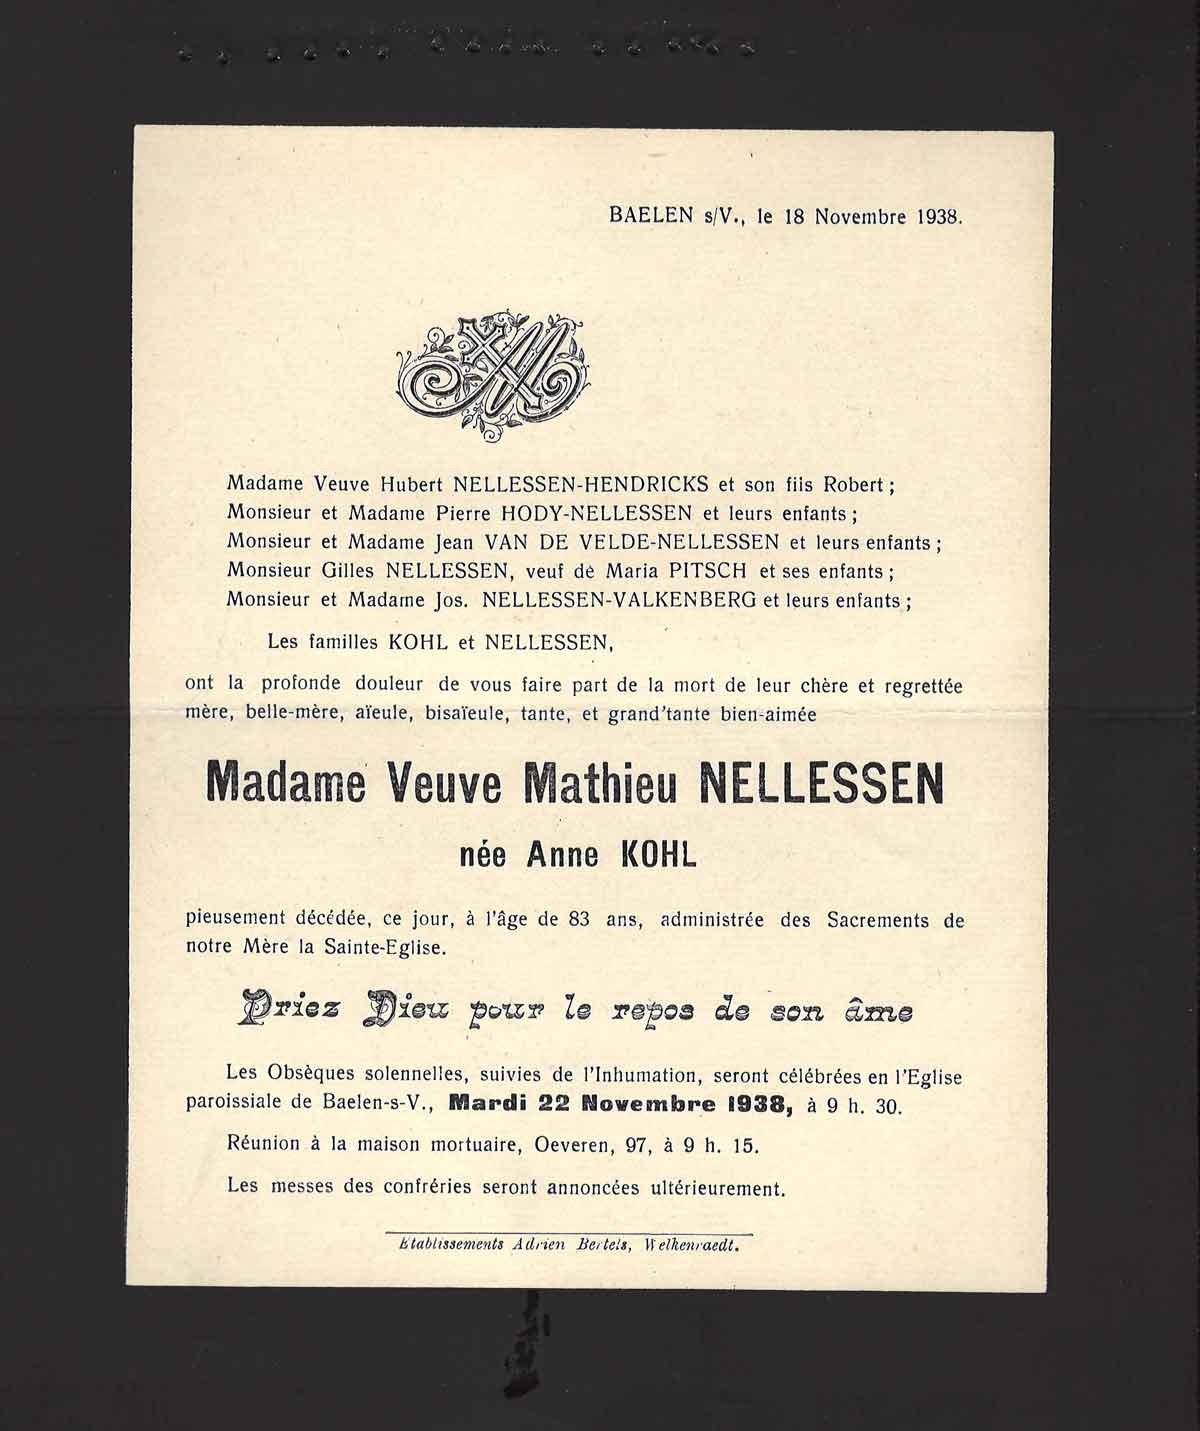 BAELEN s/V., le 18 Novembre 1938.
Madame Veuve Hubert NELLESSEN-HENDRICKS et son fiis Robert ;
Monsieur et Madame Pierre HODY-NELLESSEN et leurs enfants ;
Monsieur et Madame Jean VAN DE VELDE-NELLESSEN et leurs enfants ;
Monsieur Gilles NELLESSEN, veuf de Maria PITSCH et ses enfants ;
Monsieur et Madame Jos. NELLESSEN-VALKENBERG et leurs enfants ;
Les familles KOHL et NELLESSEN,
ont la profonde douleur de vous faire part de la mort de leur chère et regrettée
mère, belle-mère, aïeule, bisaïeule, tante, et grand'tante bien-aimée
Madame Veuve Mathieu NELLESSEN
née Anne KOHL
pieusement décédée, ce jour, à l'âge de 83 ans, administrée des Sacrements de
notre Mère la Sainte-Eglise.
Priez Dieu pour le repos de son âme
Les Obsèques solennelles, suivies de l'Inhumation, seront célébrées en l'Eglise
paroissiale de Baelen-s-V., Mardi 22 Novembre 1938, à 9 h. 30.
Réunion à la maison mortuaire, Oeveren, 97, à 9 h. 15.
Les messes des confréries seront annoncées ultérieurement.
Etablissements Adrien Bertels, Welkenraedt.